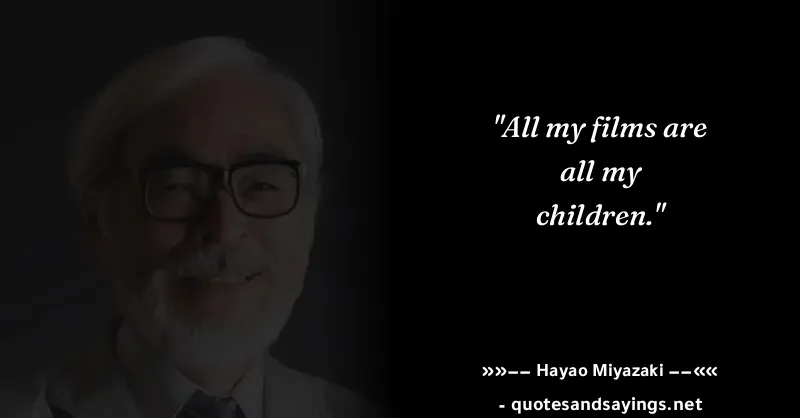 "All my films are
all my
children."
»»–– Hayao Miyazaki ––««
- quotesandsayings.net